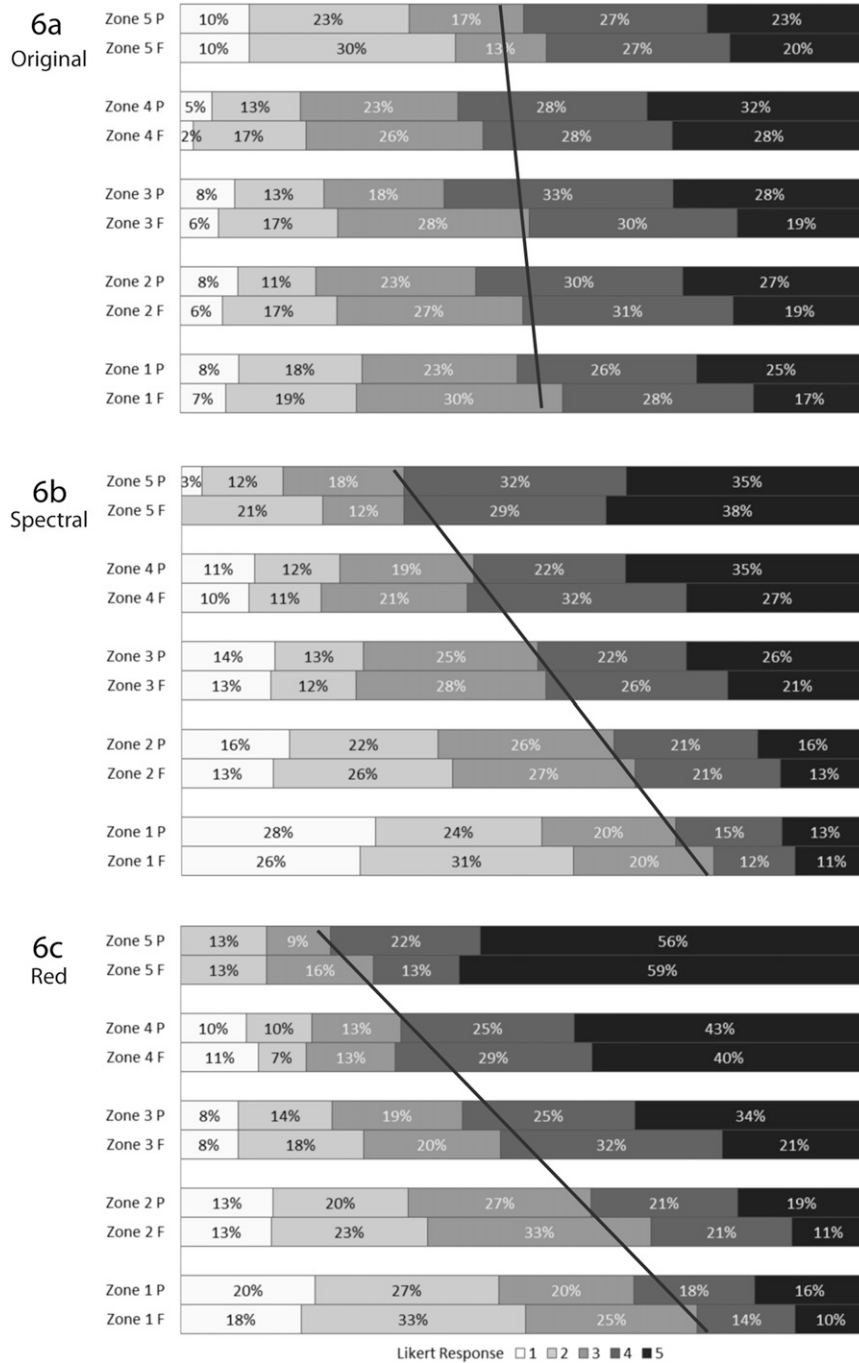 6a
Original
Zone 5 P 10% 23% 17% 27% 23%
Zone 5 F 10% 30% 13% 27% 20%
Zone 4 P 5% 13% 23% 28% 32%
Zone 4 F 2% 17% 26% 28% 28%
Zone 3 P 8% 13% 18% 33% 28%
Zone 3 F 6% 17% 28% 30% 19%
Zone 2 P 8% 11% 23% 30% 27%
Zone 2 F 6% 17% 27% 31% 19%
Zone 1 P 8% 18% 23% 26% 25%
Zone 1 F 7% 19% 30% 28% 17%
6b
Spectral
Zone 5 P 3% 12% 18% 32% 35%
Zone 5 F 21% 12% 29% 38%
Zone 4 P 11% 12% 19% 22% 35%
Zone 4 F 10% 11% 21% 32% 27%
Zone 3 P 14% 13% 25% 22% 26%
Zone 3 F 13% 12% 28% 26% 21%
Zone 2 P 16% 22% 26% 21% 16%
Zone 2 F 13% 26% 27% 21% 13%
Zone 1 P 28% 24% 20% 15% 13%
Zone 1 F 26% 31% 20% 12% 11%
6c
Red
Zone 5 P 13% 9% 22% 56%
Zone 5 F 13% 16% 13% 59%
Zone 4 P 10% 10% 13% 25% 43%
Zone 4 F 11% 7% 13% 29% 40%
Zone 3 P 8% 14% 19% 25% 34%
Zone 3 F 8% 18% 20% 32% 21%
Zone 2 P 13% 20% 27% 21% 19%
Zone 2 F 13% 23% 33% 21% 11%
Zone 1 P 20% 27% 20% 18% 16%
Zone 1 F 18% 33% 25% 14% 10%
Likert Response 1 2 3 4 5